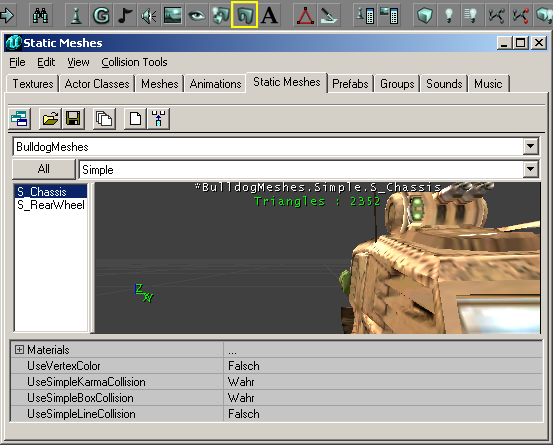 Static Meshes
File Edit View Collision Tools
Textures Actor Classes Meshes Animations Static Meshes Prefabs Groups Sounds Music
BulldogMeshes
All Simple
S_Chassis
S_RearWheel
*BulldogMeshes.Simple.S_Chassis
Triangles : 2352
Z
XY
Materials ...
UseVertexColor Falsch
UseSimpleKarmaCollision Wahr
UseSimpleBoxCollision Wahr
UseSimpleLineCollision Falsch